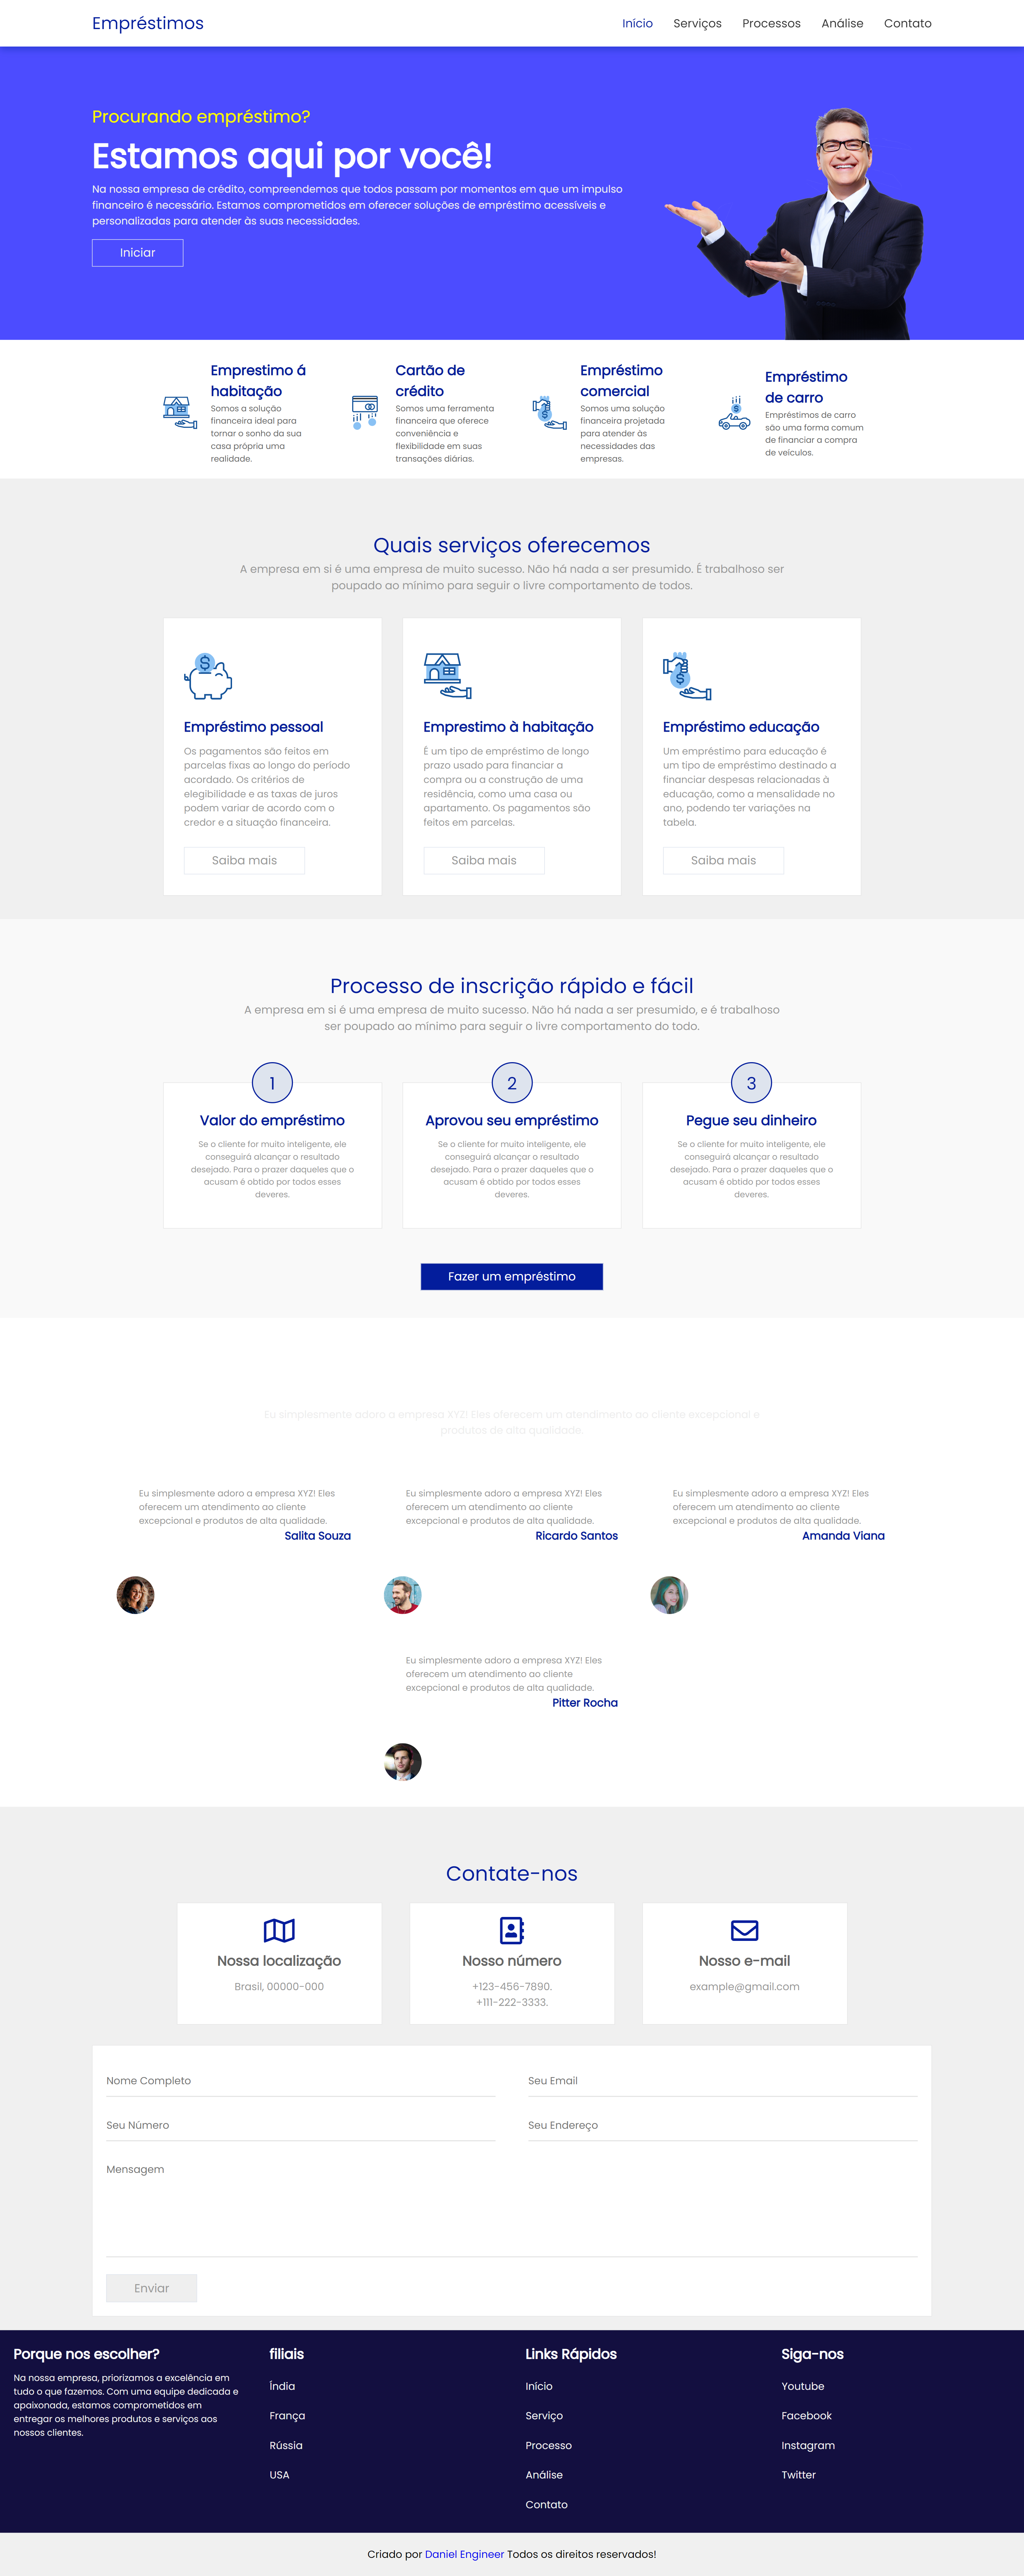 Empréstimos
Início Serviços Processos Análise Contato
Procurando empréstimo?
Estamos aqui por você!
Na nossa empresa de crédito, compreendemos que todos passam por momentos em que um impulso
financeiro é necessário. Estamos comprometidos em oferecer soluções de empréstimo acessíveis e
personalizadas para atender às suas necessidades.
Iniciar
Emprestimo á
habitação
Somos a solução
financeira ideal para
tornar o sonho da sua
casa própria uma
realidade.
Cartão de
crédito
Somos uma ferramenta
financeira que oferece
conveniência e
flexibilidade em suas
transações diárias.
Empréstimo
comercial
Somos uma solução
financeira projetada
para atender às
necessidades das
empresas.
Empréstimo
de carro
Empréstimos de carro
são uma forma comum
de financiar a compra
de veículos.
Quais serviços oferecemos
A empresa em si é uma empresa de muito sucesso. Não há nada a ser presumido. É trabalhoso ser
poupado ao mínimo para seguir o livre comportamento de todos.
Empréstimo pessoal
Os pagamentos são feitos em
parcelas fixas ao longo do período
acordado. Os critérios de
elegibilidade e as taxas de juros
podem variar de acordo com o
credor e a situação financeira.
Saiba mais
Emprestimo à habitação
É um tipo de empréstimo de longo
prazo usado para financiar a
compra ou a construção de uma
residência, como uma casa ou
apartamento. Os pagamentos são
feitos em parcelas.
Saiba mais
Empréstimo educação
Um empréstimo para educação é
um tipo de empréstimo destinado a
financiar despesas relacionadas à
educação, como a mensalidade no
ano, podendo ter variações na
tabela.
Saiba mais
Processo de inscrição rápido e fácil
A empresa em si é uma empresa de muito sucesso. Não há nada a ser presumido, e é trabalhoso
ser poupado ao mínimo para seguir o livre comportamento do todo.
1
Valor do empréstimo
Se o cliente for muito inteligente, ele
conseguirá alcançar o resultado
desejado. Para o prazer daqueles que o
acusam é obtido por todos esses
deveres.
2
Aprovou seu empréstimo
Se o cliente for muito inteligente, ele
conseguirá alcançar o resultado
desejado. Para o prazer daqueles que o
acusam é obtido por todos esses
deveres.
3
Pegue seu dinheiro
Se o cliente for muito inteligente, ele
conseguirá alcançar o resultado
desejado. Para o prazer daqueles que o
acusam é obtido por todos esses
deveres.
Fazer um empréstimo
Eu simplesmente adoro a empresa XYZ! Eles oferecem um atendimento ao cliente excepcional e
produtos de alta qualidade.
Eu simplesmente adoro a empresa XYZ! Eles
oferecem um atendimento ao cliente
excepcional e produtos de alta qualidade.
Salita Souza
Eu simplesmente adoro a empresa XYZ! Eles
oferecem um atendimento ao cliente
excepcional e produtos de alta qualidade.
Ricardo Santos
Eu simplesmente adoro a empresa XYZ! Eles
oferecem um atendimento ao cliente
excepcional e produtos de alta qualidade.
Amanda Viana
Eu simplesmente adoro a empresa XYZ! Eles
oferecem um atendimento ao cliente
excepcional e produtos de alta qualidade.
Pitter Rocha
Contate-nos
Nossa localização
Brasil, 00000-000
Nosso número
+123-456-7890.
+111-222-3333.
Nosso e-mail
example@gmail.com
Nome Completo
Seu Email
Seu Número
Seu Endereço
Mensagem
Enviar
Porque nos escolher?
Na nossa empresa, priorizamos a excelência em
tudo o que fazemos. Com uma equipe dedicada e
apaixonada, estamos comprometidos em
entregar os melhores produtos e serviços aos
nossos clientes.
filiais
Índia
França
Rússia
USA
Links Rápidos
Início
Serviço
Processo
Análise
Contato
Siga-nos
Youtube
Facebook
Instagram
Twitter
Criado por Daniel Engineer Todos os direitos reservados!